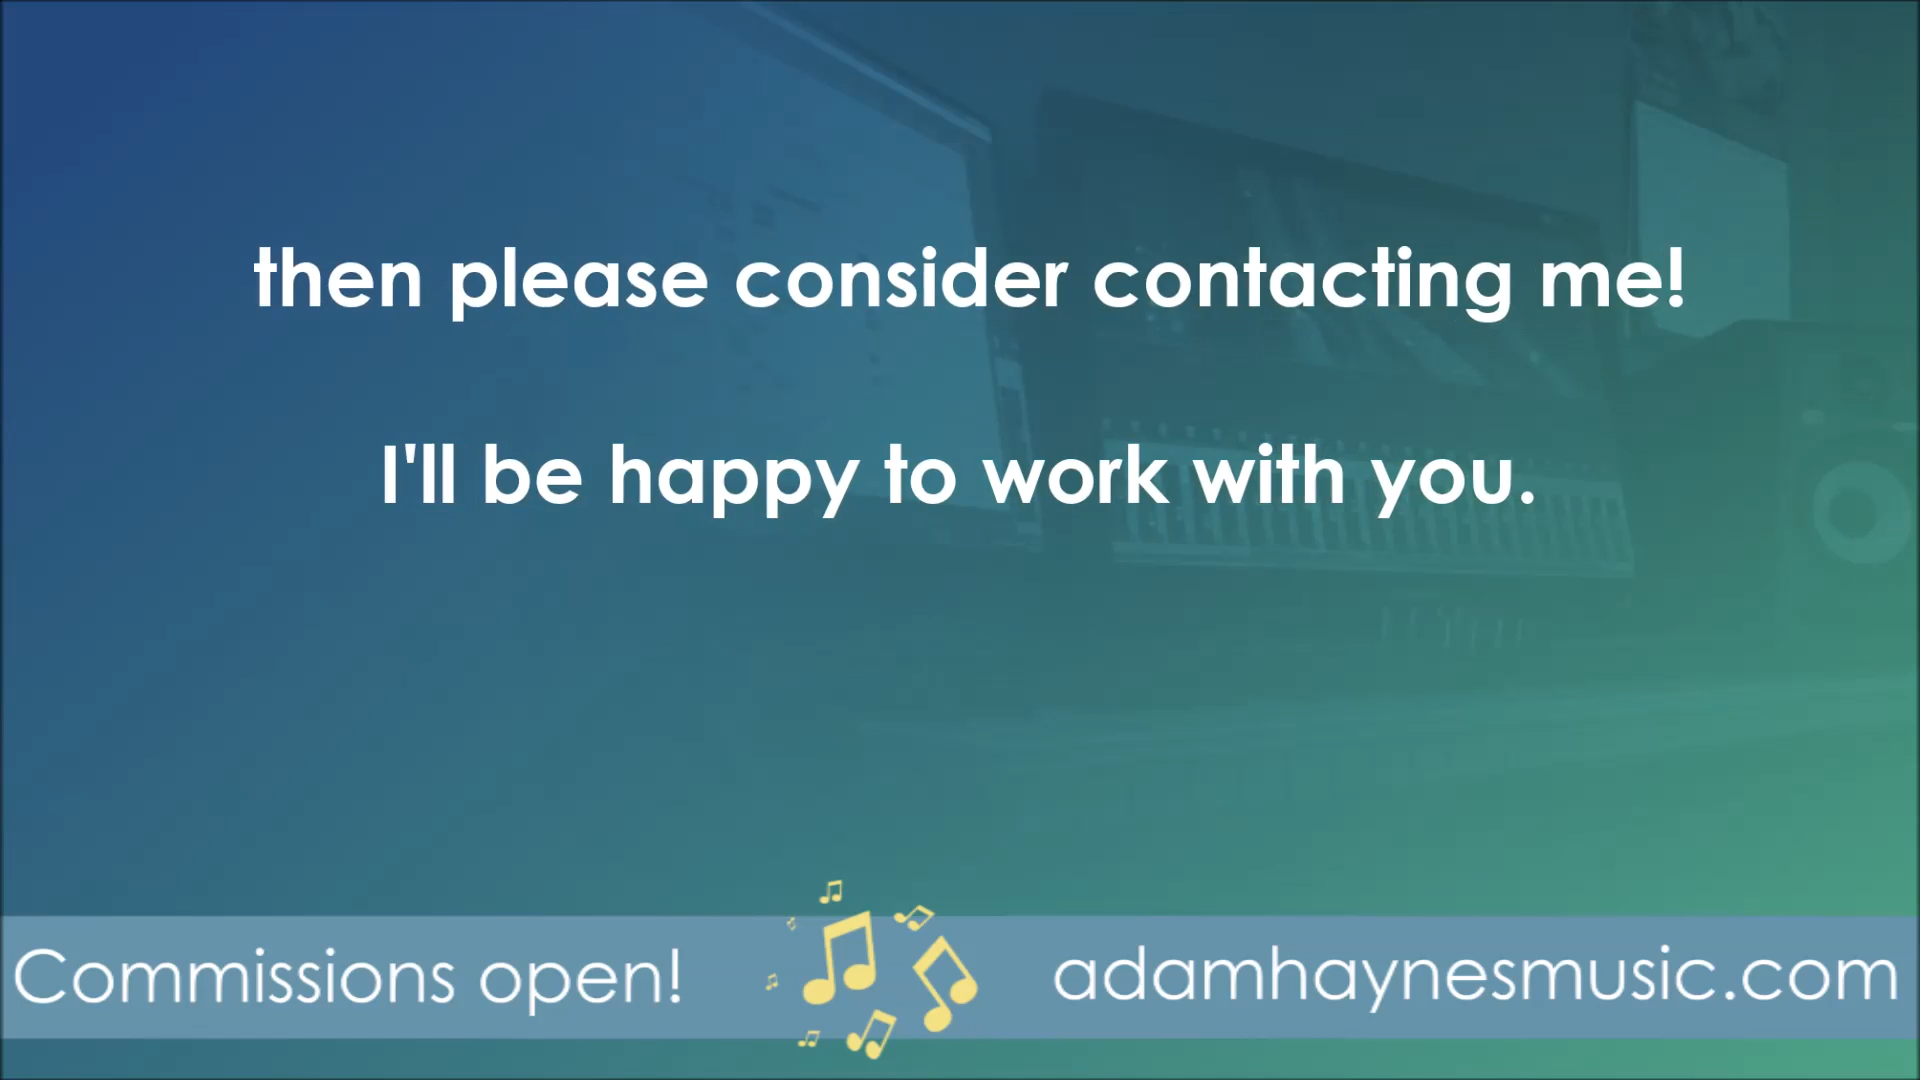 then please consider contacting me!
I'll be happy to work with you.
Commissions open!
adamhaynesmusic.com